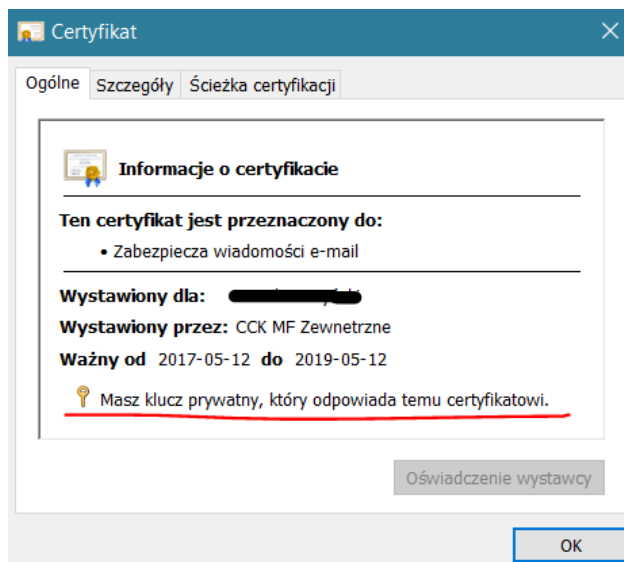 Certyfikat
Ogólne Szczegóły Ścieżka certyfikacji
Informacje o certyfikacie
Ten certyfikat jest przeznaczony do:
• Zabezpiecza wiadomości e-mail
Wystawiony dla:
Wystawiony przez: CCK MF Zewnetrzne
Ważny od 2017-05-12 do 2019-05-12
Masz klucz prywatny, który odpowiada temu certyfikatowi.
Oświadczenie wystawcy
OK